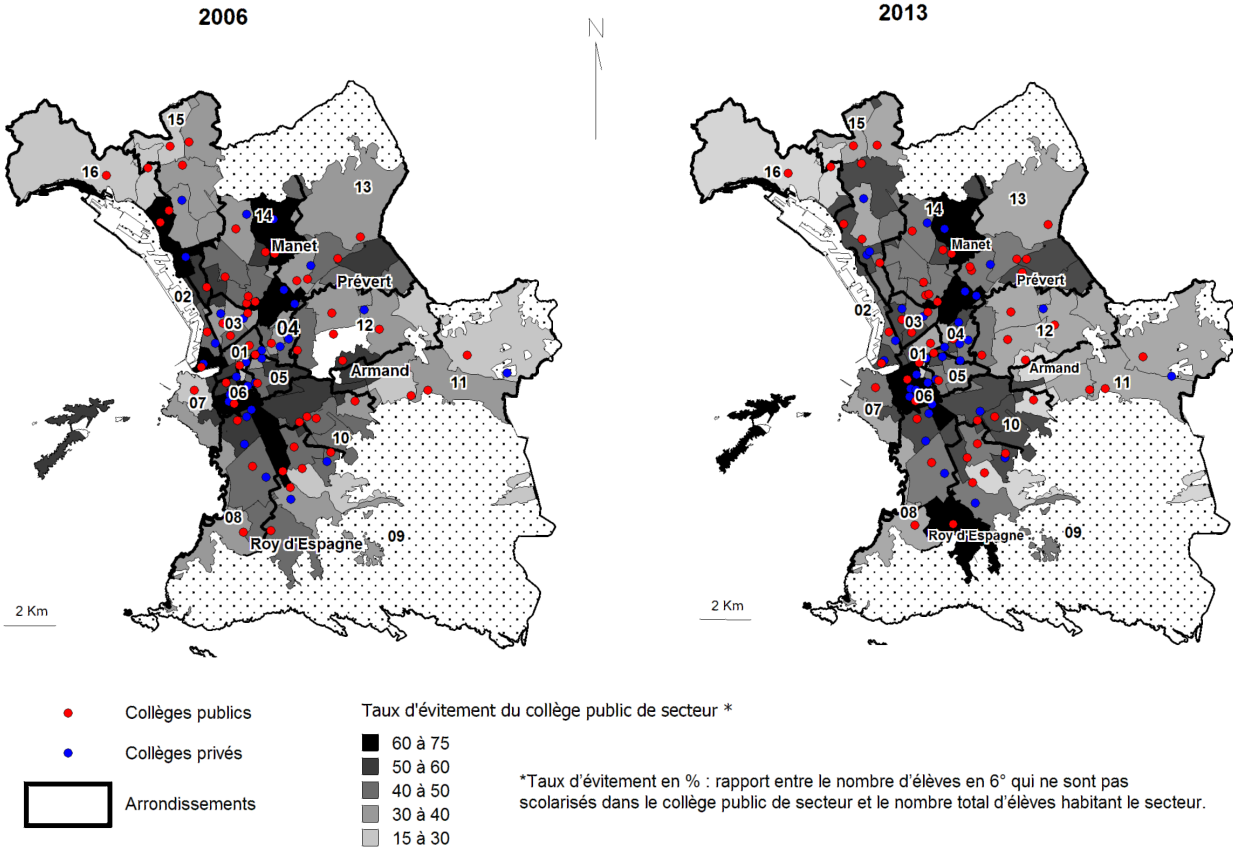 2006
2013
N
15
16
13
14
Manet
Prévert
02
03
04
12
01
Armand
05
11
06
07
10
08
Roy d'Espagne
09
2 Km
15
16
13
14
Manet
Prévert
02
03
04
12
01
Armand
05
11
06
07
10
08
Roy d'Espagne
09
2 Km
Collèges publics
Collèges privés
Arrondissements
Taux d'évitement du collège public de secteur *
60 à 75
50 à 60
40 à 50
30 à 40
15 à 30
*Taux d'évitement en % : rapport entre le nombre d'élèves en 6° qui ne sont pas
scolarisés dans le collège public de secteur et le nombre total d'élèves habitant le secteur.